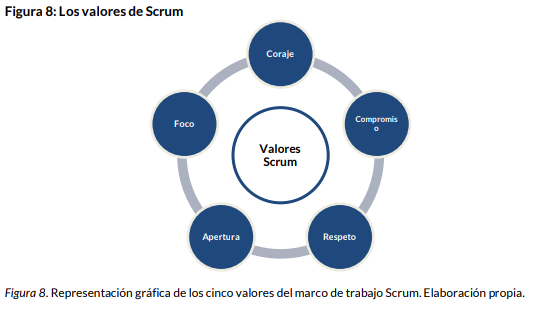 Figura 8: Los valores de Scrum
Coraje
Foco
Compromis
o
Valores
Scrum
Apertura
Respeto
Figura 8. Representación gráfica de los cinco valores del marco de trabajo Scrum. Elaboración propia.